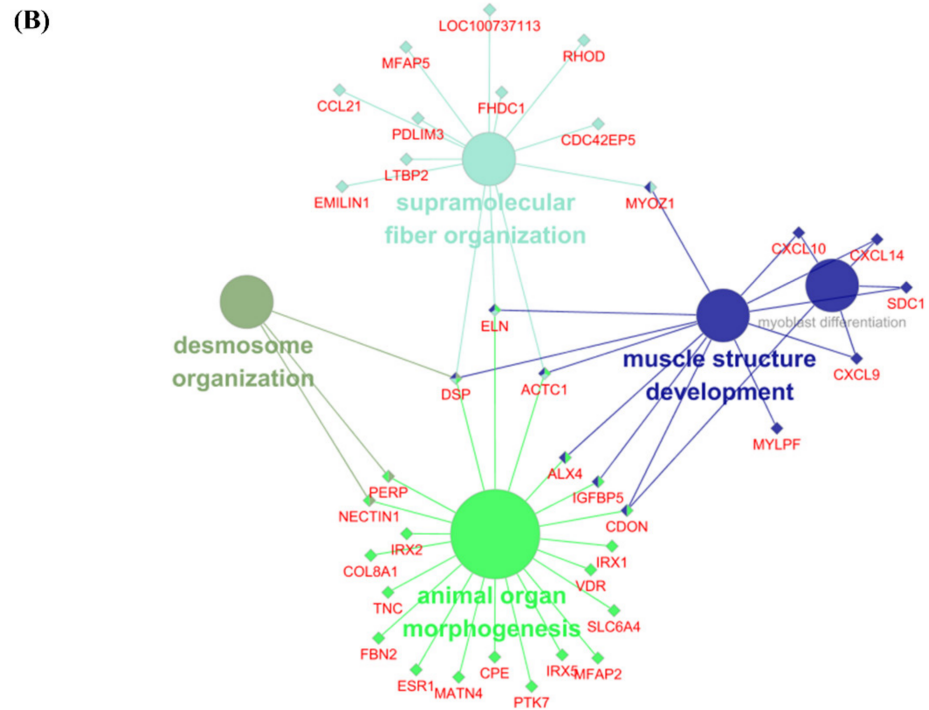 (B)
LOC100737113
RHOD
MFAP5
CCL21
FHDC1
PDLIM3
CDC42EP5
LTBP2
EMILIN1
MYOZ1
supramolecular
fiber organization
CXCL10
CXCL14
SDC1
myoblast differentiation
ELN
desmosome
organization
muscle structure
development
CXCL9
DSP
ACTC1
MYLPF
ALX4
PERP
IGFBP5
NECTIN1
CDON
IRX2
IRX1
COL8A1
VDR
TNC
animal organ
morphogenesis
SLC6A4
FBN2
CPE
IRX5
MFAP2
ESR1
MATN4
PTK7